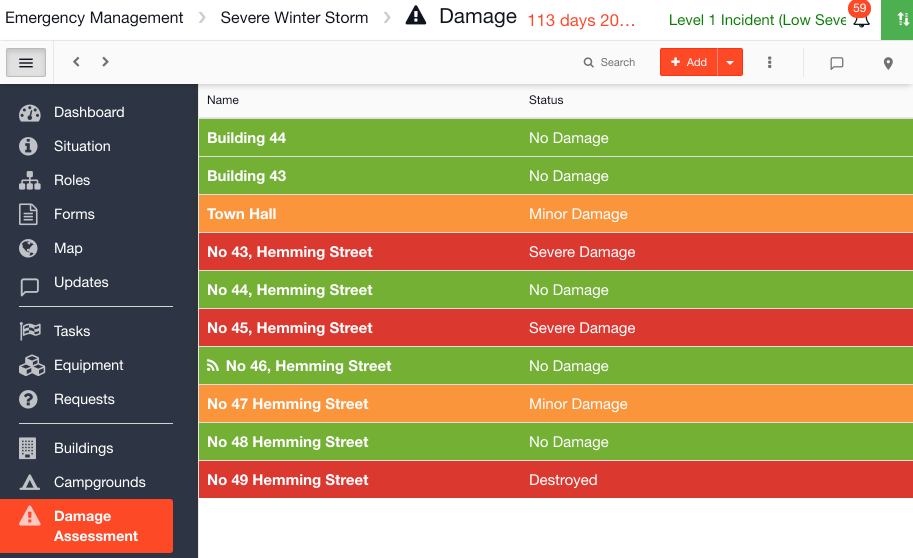 Emergency Management > Severe Winter Storm > Damage 113 days 20... Level 1 Incident (Low Seve 59
Search + Add
Name Status
Dashboard
Situation
Roles
Forms
Map
Updates
Tasks
Equipment
Requests
Buildings
Campgrounds
Damage
Assessment
Building 44 No Damage
Building 43 No Damage
Town Hall Minor Damage
No 43, Hemming Street Severe Damage
No 44, Hemming Street No Damage
No 45, Hemming Street Severe Damage
No 46, Hemming Street No Damage
No 47 Hemming Street Minor Damage
No 48 Hemming Street No Damage
No 49 Hemming Street Destroyed